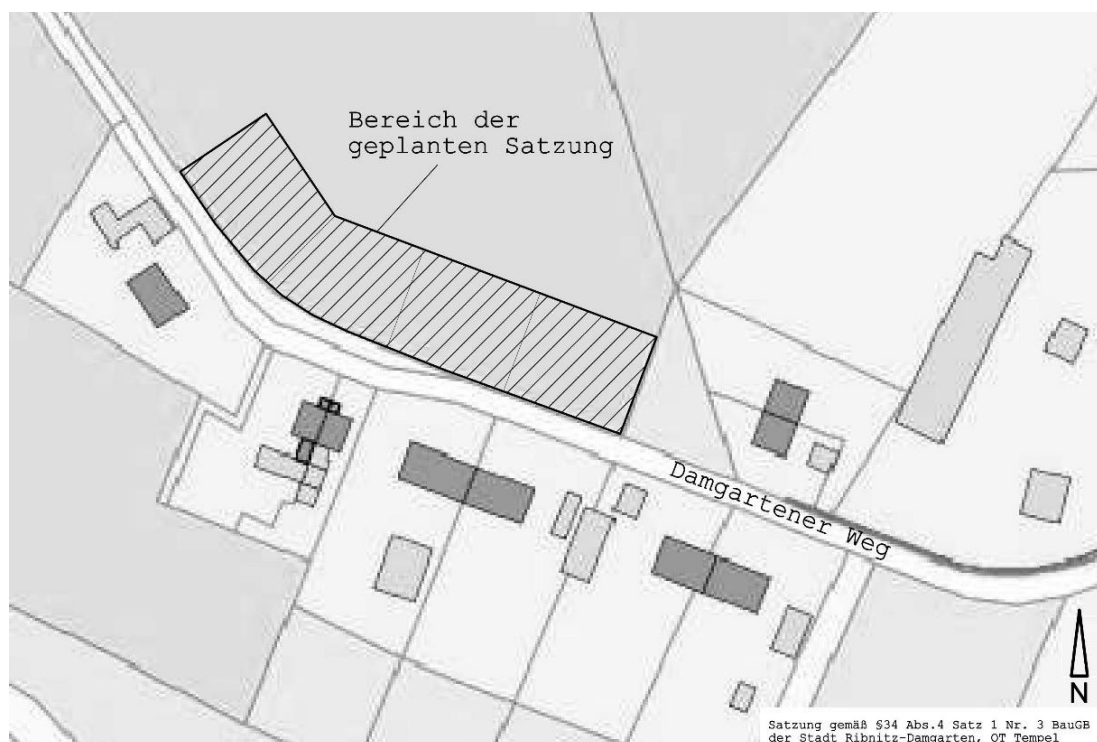 Bereich der
geplanten Satzung
Damgartener Weg
N
Satzung gemäß §34 Abs.4 Satz 1 Nr. 3 BauGB
der Stadt Ribnitz-Damgarten, OT Tempel